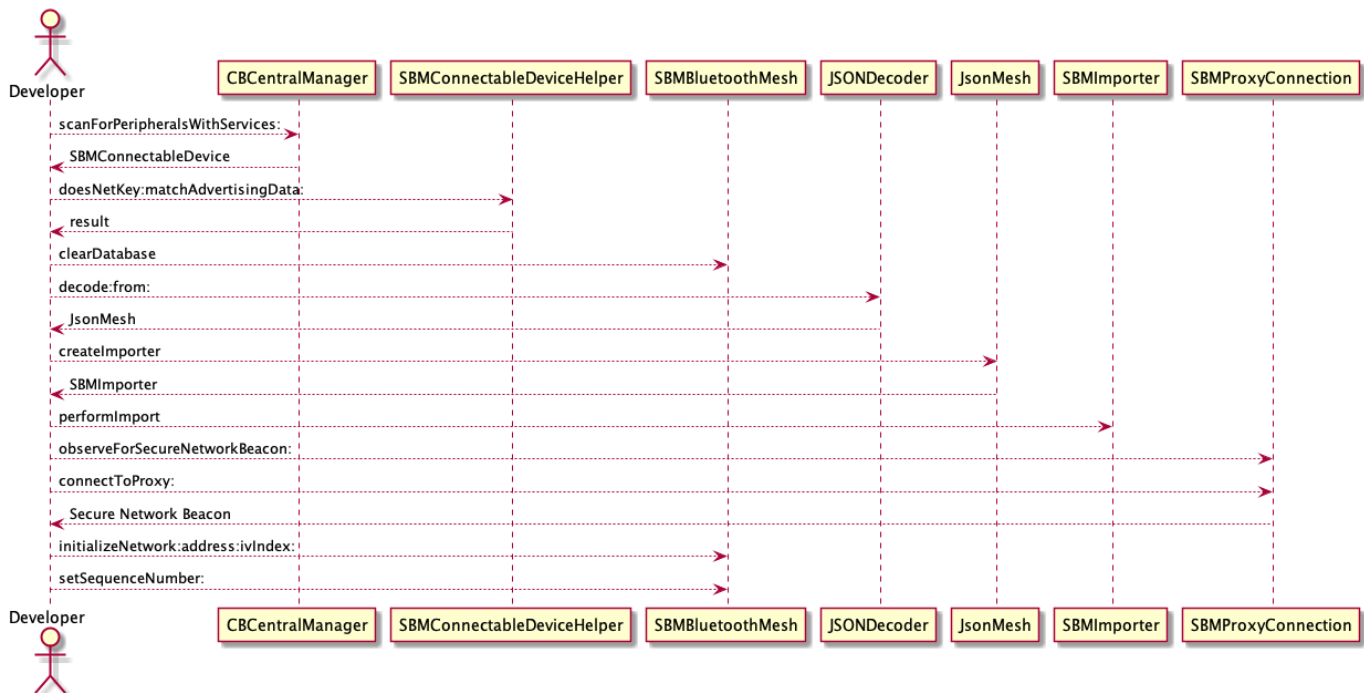 Developer
CBCentralManager
SBMConnectableDeviceHelper
SBMBluetoothMesh
JSONDecoder
JsonMesh
SBMImporter
SBMProxyConnection
scanForPeripheralsWithServices:
SBMConnectableDevice
doesNetKey:matchAdvertisingData:
result
clearDatabase
decode:from:
JsonMesh
createImporter
SBMImporter
performImport
observeForSecureNetworkBeacon:
connectToProxy:
Secure Network Beacon
initializeNetwork:address:ivIndex:
setSequenceNumber:
Developer
CBCentralManager
SBMConnectableDeviceHelper
SBMBluetoothMesh
JSONDecoder
JsonMesh
SBMImporter
SBMProxyConnection